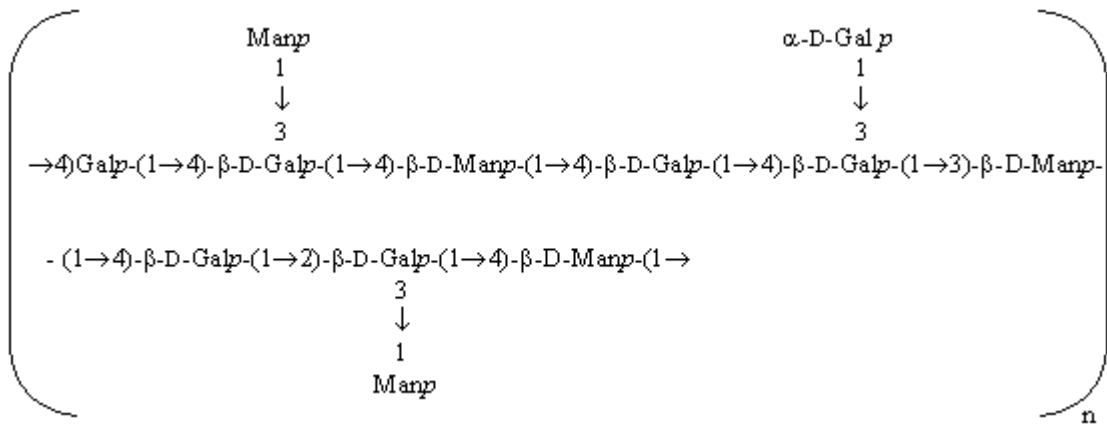 Manp α-D-Gal p
1 1
↓ ↓
3 3
→4)Galp-(1→4)-β-D-Galp-(1→4)-β-D-Manp-(1→4)-β-D-Galp-(1→4)-β-D-Galp-(1→3)-β-D-Manp-
- (1→4)-β-D-Galp-(1→2)-β-D-Galp-(1→4)-β-D-Manp-(1→
3
↓
1
Manp
n